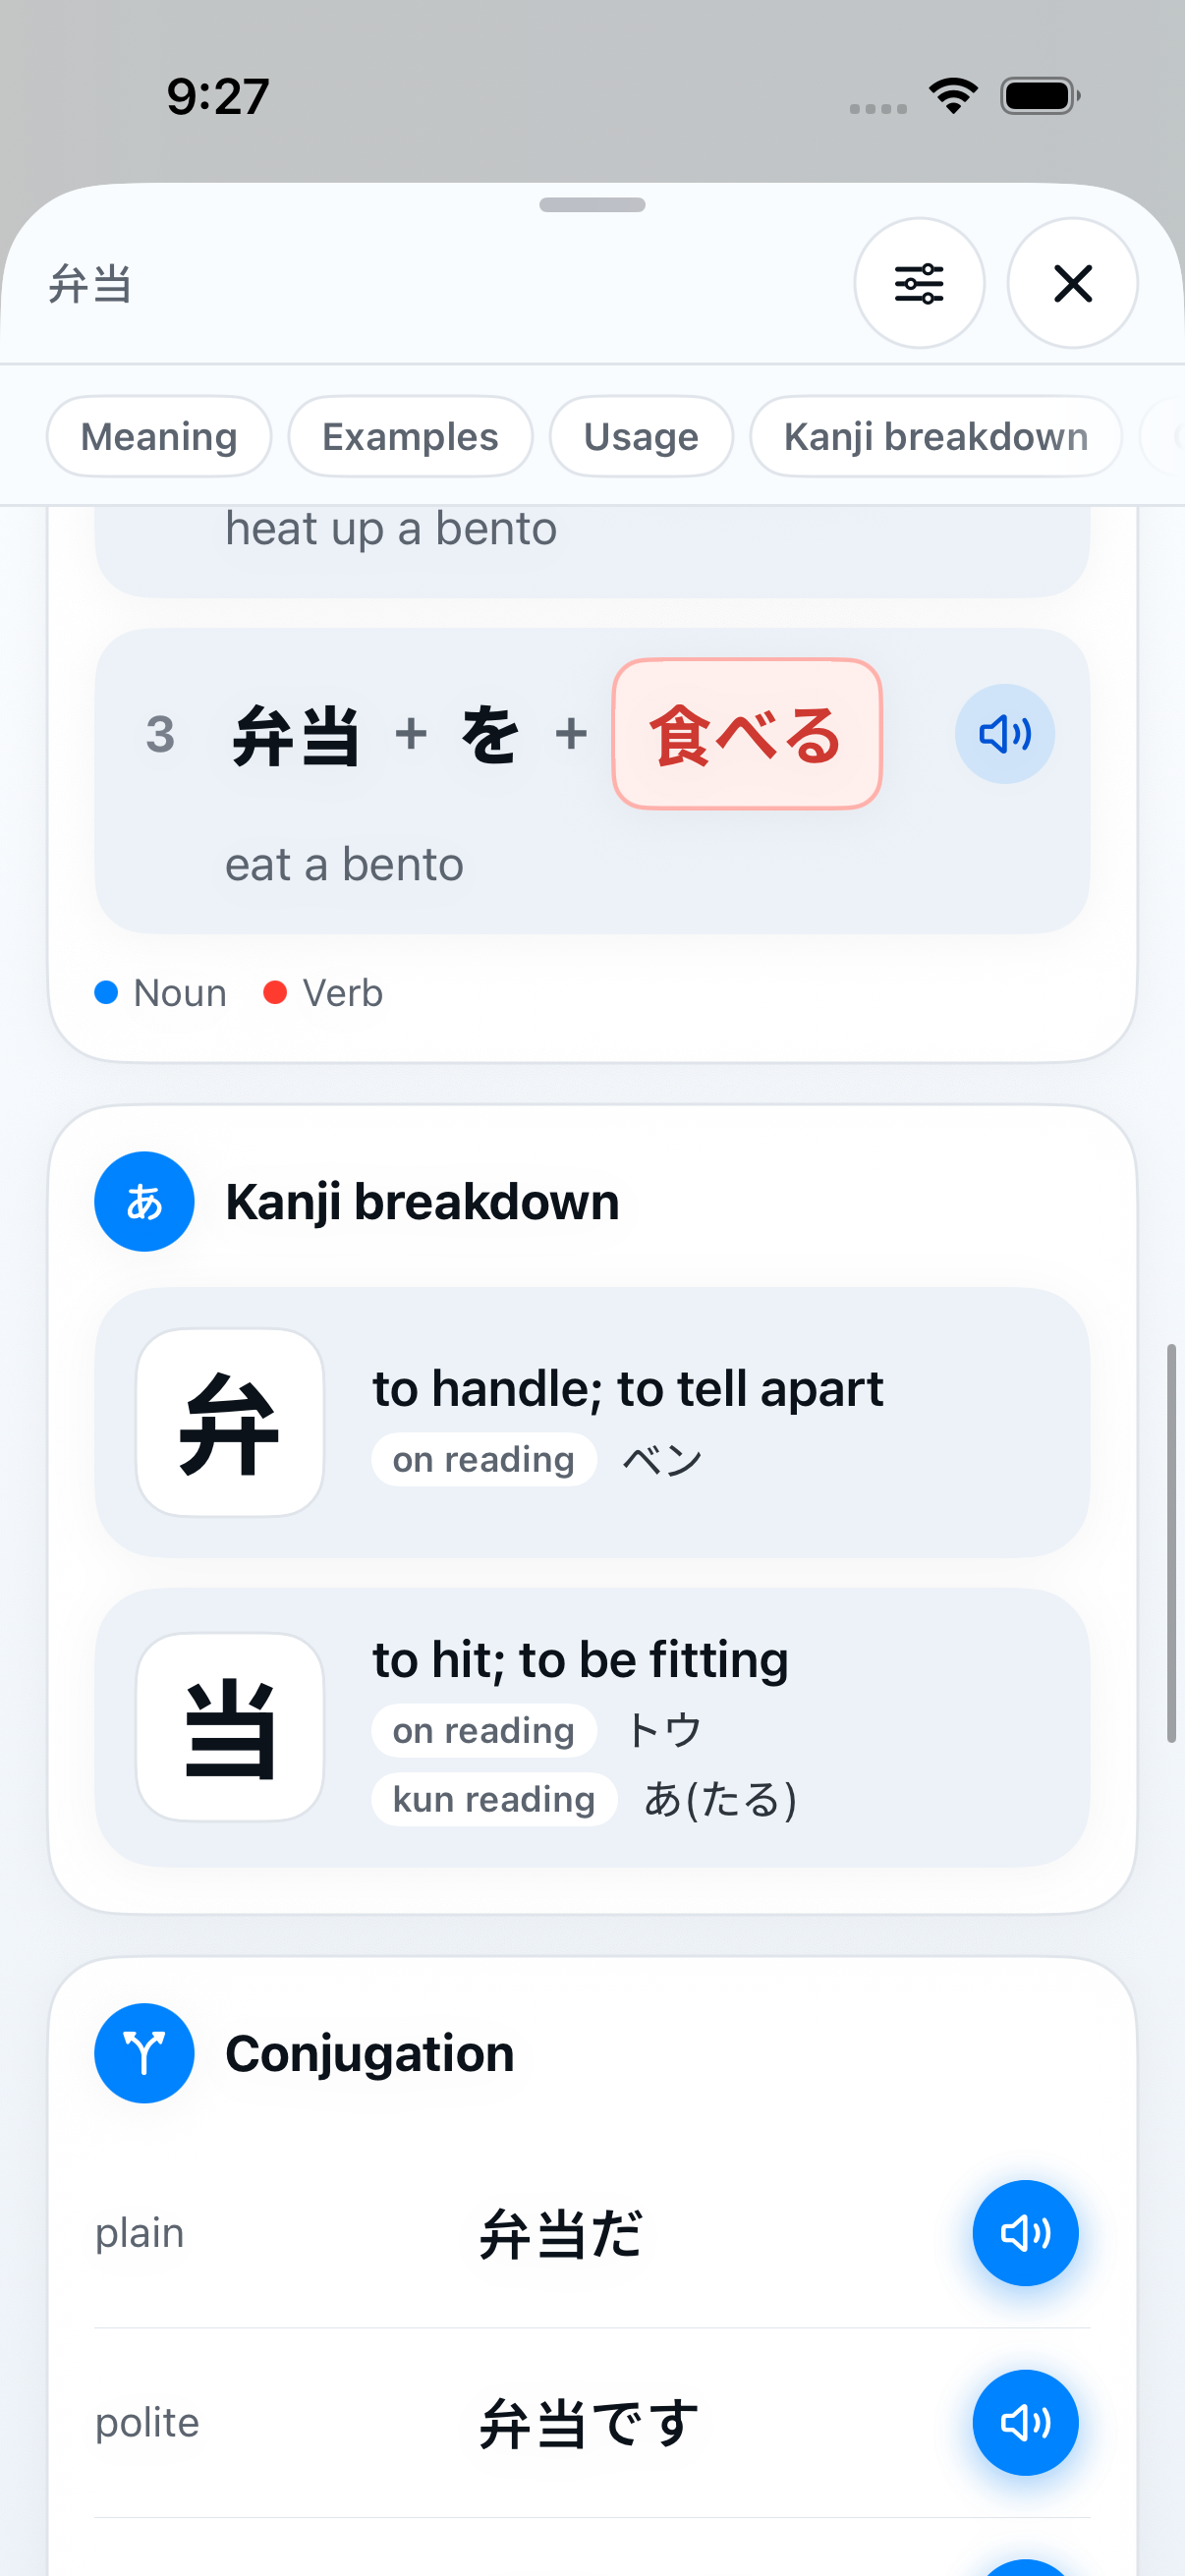 9:27
弁当
Meaning Examples Usage Kanji breakdown
heat up a bento
3 弁当 + を + 食べる
eat a bento
Noun Verb
あ Kanji breakdown
弁 to handle; to tell apart
on reading ベン
当 to hit; to be fitting
on reading トウ
kun reading あ(たる)
Conjugation
plain 弁当だ
polite 弁当です